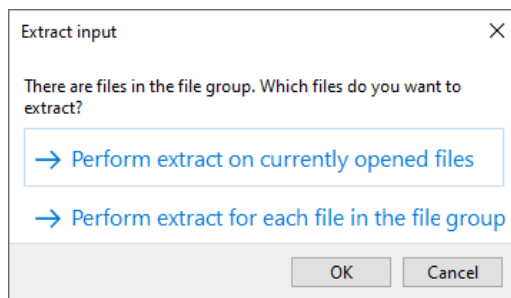 Extract input
There are files in the file group. Which files do you want to
extract?
Perform extract on currently opened files
Perform extract for each file in the file group
OK Cancel